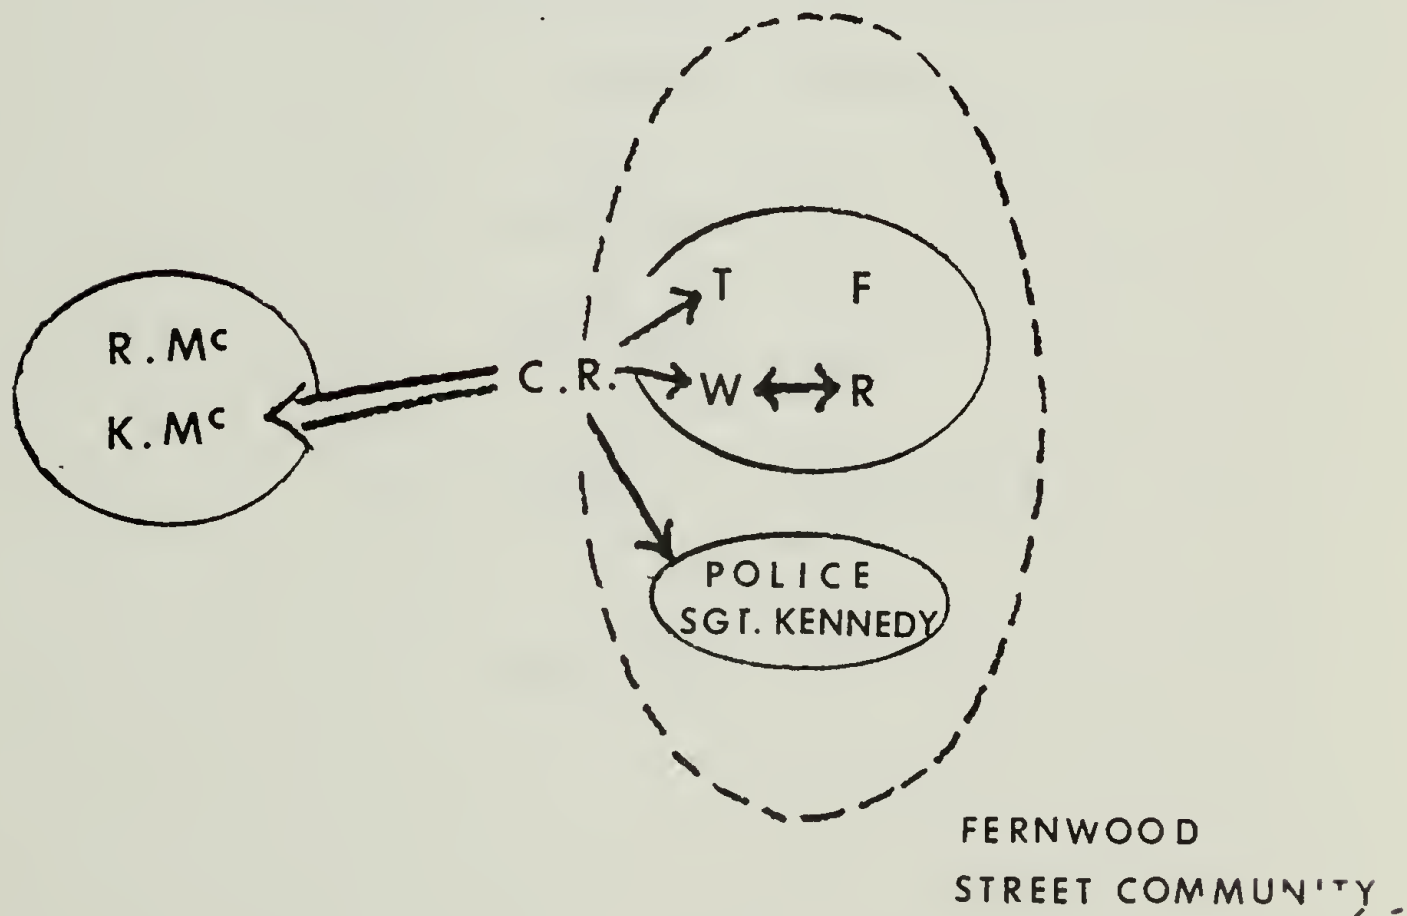 T F
R.Mc
C.R.
W R
K.Mc
POLICE
SGT. KENNEDY
FERNWOOD
STREET COMMUNITY